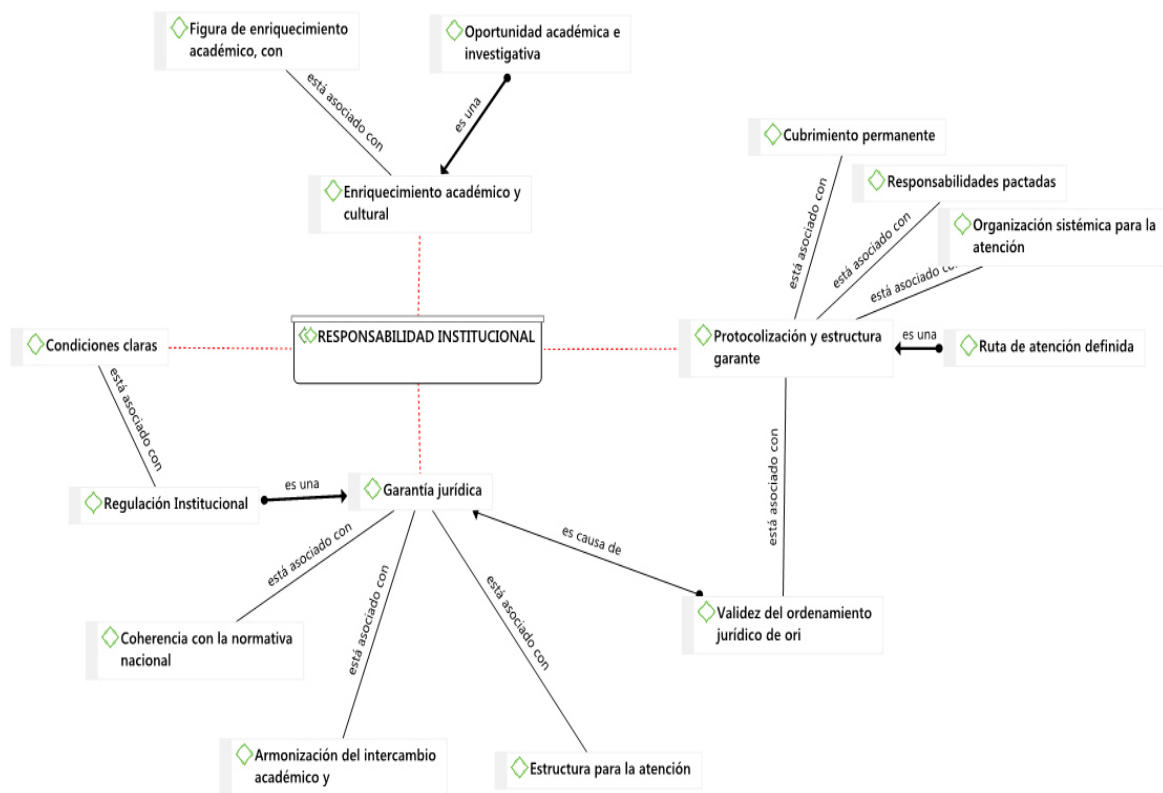 Figura de enriquecimiento
académico, con
Oportunidad académica e
investigativa
está asociado con
es una
Cubrimiento permanente
Responsabilidades pactadas
Enriquecimiento académico y
cultural
Organización sistémica para la
atención
está asociado con
está asociado con
está asociado con
RESPONSABILIDAD INSTITUCIONAL
Condiciones claras
Protocolización y estructura
garante
es una
Ruta de atención definida
está asociado con
está asociado con
Regulación Institucional
es una
Garantía jurídica
es causa de
está asociado con
está asociado con
está asociado con
Validez del ordenamiento
jurídico de ori
Coherencia con la normativa
nacional
Armonización del intercambio
académico y
Estructura para la atención